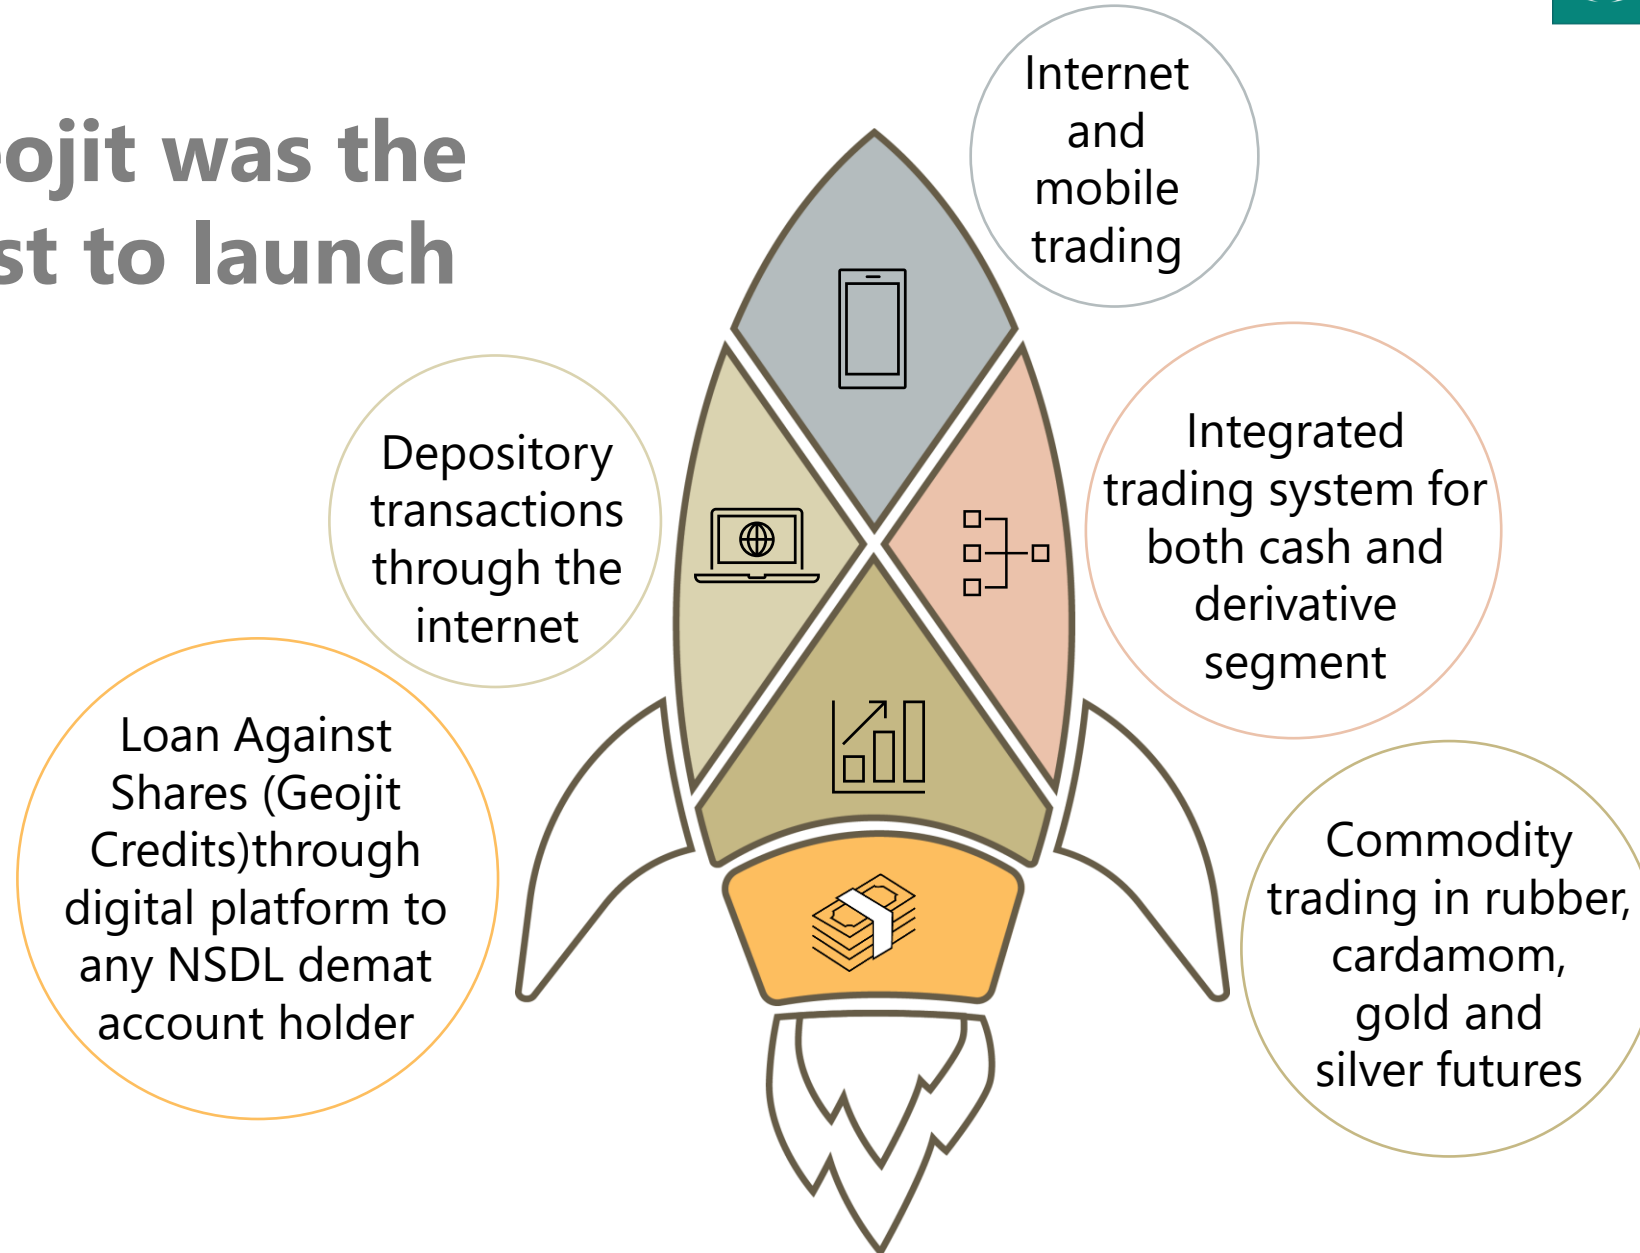 eojit was the
st to launch
Internet
and
mobile
trading
Depository
transactions
through the
internet
Integrated
trading system for
both cash and
derivative
segment
Loan Against
Shares (Geojit
Credits)through
digital platform to
any NSDL demat
account holder
Commodity
trading in rubber,
cardamom,
gold and
silver futures